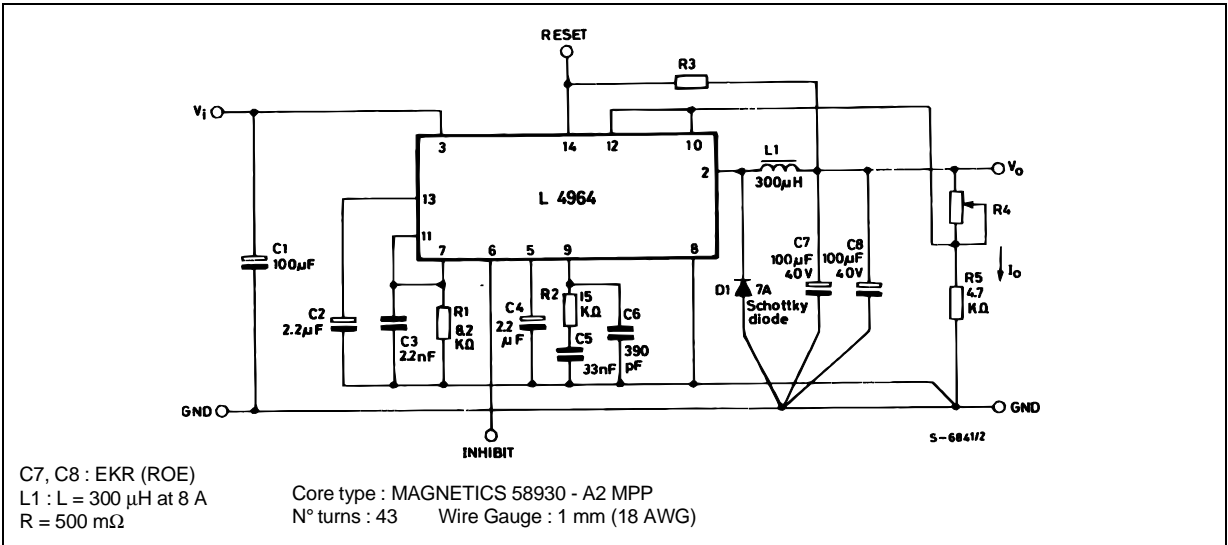 RESET
R3
Vi
3
14
12
10
2
L1
300µH
Vo
L 4964
R4
13
11
7
6
5
9
8
C1
100µF
C7
100µF
40V
C8
100µF
40V
Io
R5
4.7
KΩ
D1
7A
Schottky
diode
C2
2.2µF
C3
2.2nF
R1
8.2
KΩ
C4
2.2
µF
R2
15
KΩ
C5
33nF
C6
390
pF
GND
GND
INHIBIT
S-6841/2
C7, C8 : EKR (ROE)
L1 : L = 300 µH at 8 A
R = 500 mΩ
Core type : MAGNETICS 58930 - A2 MPP
N° turns : 43 Wire Gauge : 1 mm (18 AWG)